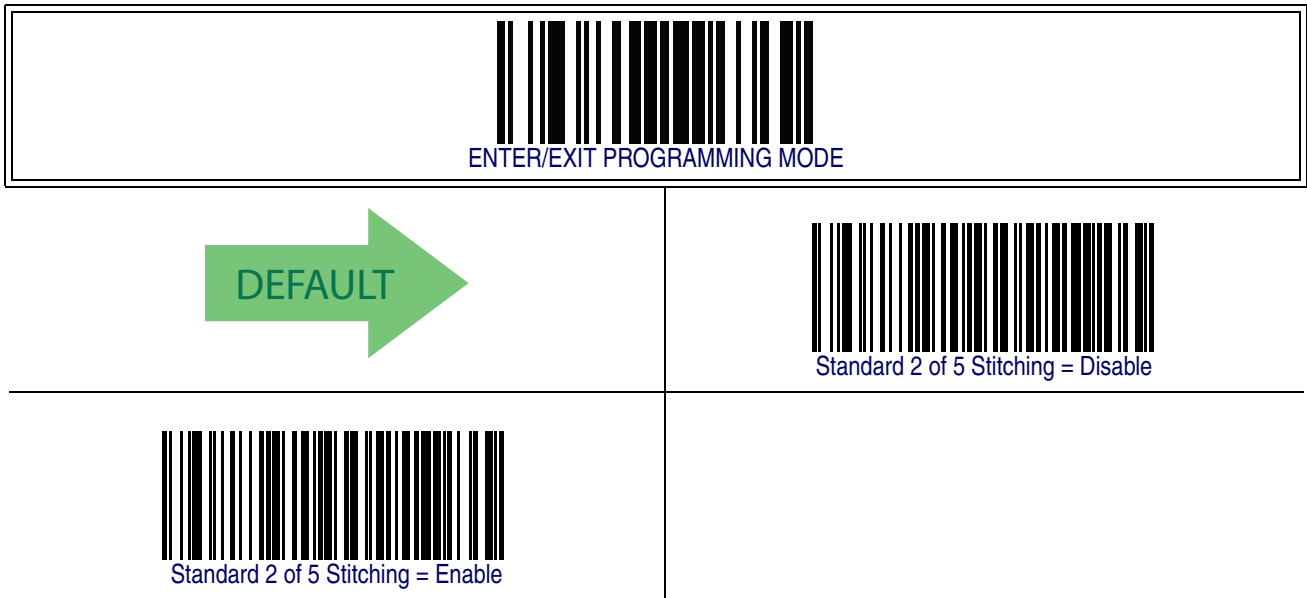 ENTER/EXIT PROGRAMMING MODE
DEFAULT
Standard 2 of 5 Stitching = Disable
Standard 2 of 5 Stitching = Enable